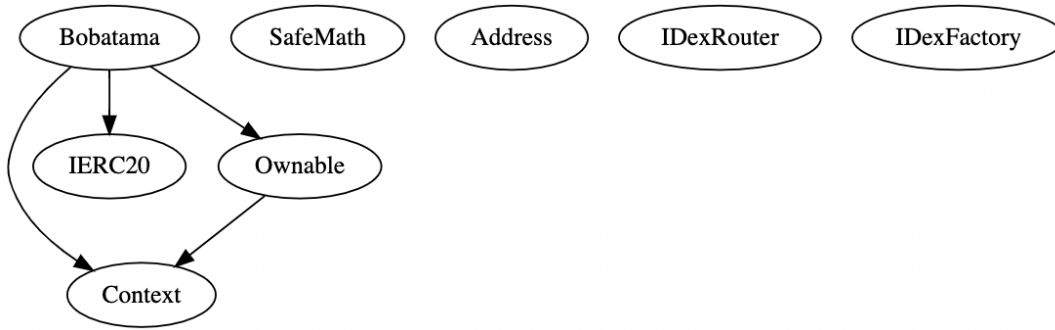 Bobatama
SafeMath
Address
IDexRouter
IDexFactory
IERC20
Ownable
Context